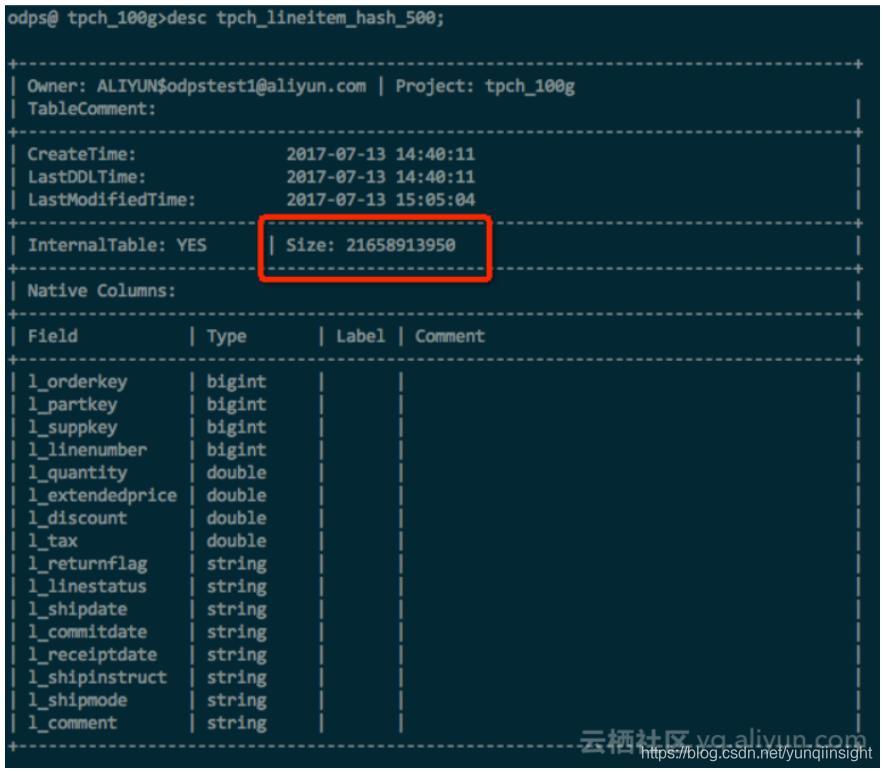 odps@ tpch_100g>desc tpch_lineitem_hash_500;
+------------------------------------------------------------------------------------+
| Owner: ALIYUN$odpstest1@aliyun.com | Project: tpch_100g
| TableComment: |
+------------------------------------------------------------------------------------+
| CreateTime: 2017-07-13 14:40:11 |
| LastDDLTime: 2017-07-13 14:40:11 |
| LastModifiedTime: 2017-07-13 15:05:04 |
+------------------------------------------------------------------------------------+
| InternalTable: YES | Size: 21658913950 |
+------------------------------------------------------------------------------------+
| Native Columns: |
+------------------------------------------------------------------------------------+
| Field | Type | Label | Comment |
+------------------------------------------------------------------------------------+
| l_orderkey | bigint | | |
| l_partkey | bigint | | |
| l_suppkey | bigint | | |
| l_linenumber | bigint | | |
| l_quantity | double | | |
| l_extendedprice | double | | |
| l_discount | double | | |
| l_tax | double | | |
| l_returnflag | string | | |
| l_linestatus | string | | |
| l_shipdate | string | | |
| l_commitdate | string | | |
| l_receiptdate | string | | |
| l_shipinstruct | string | | |
| l_shipmode | string | | |
| l_comment | string | | |
+------------------------------------------------------------------------------------+
云栖社区 yq.aliyun.com
https://blog.csdn.net/yunqiinsight